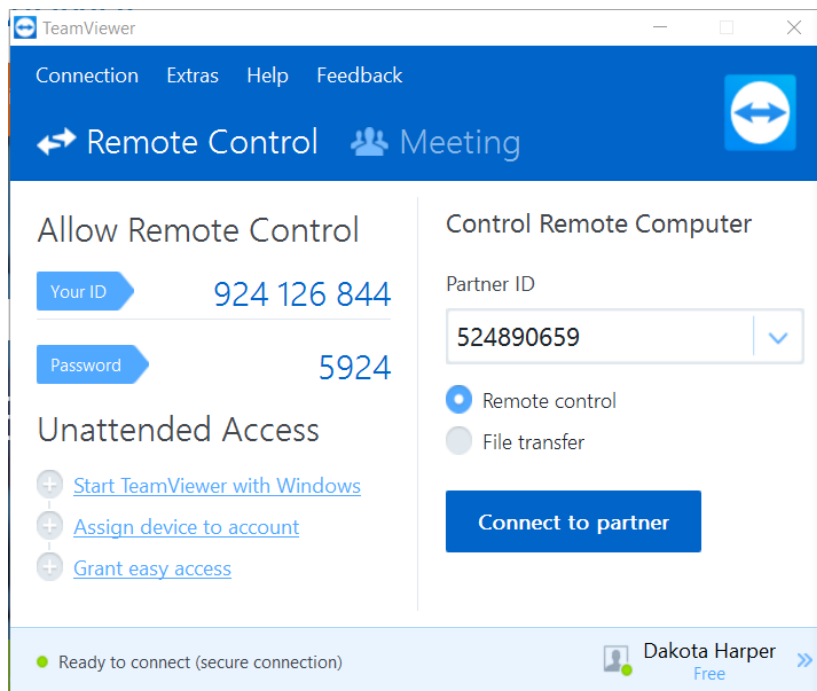 TeamViewer
Connection Extras Help Feedback
Remote Control Meeting
Allow Remote Control
Your ID 924 126 844
Password 5924
Unattended Access
Start TeamViewer with Windows
Assign device to account
Grant easy access
Control Remote Computer
Partner ID
524890659
Remote control
File transfer
Connect to partner
Ready to connect (secure connection)
Dakota Harper
Free